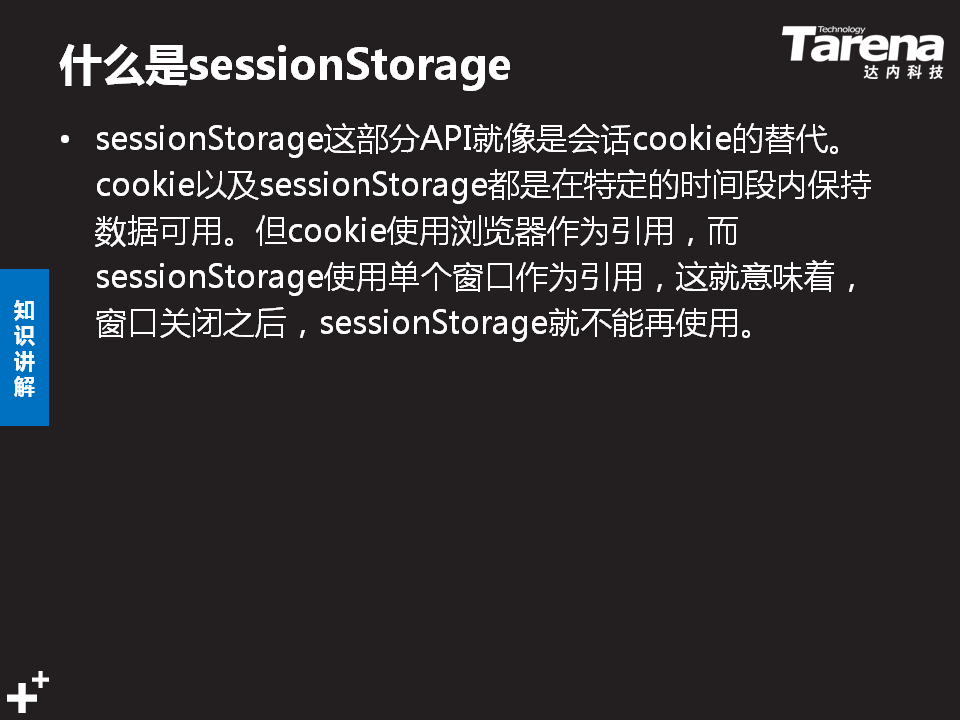 什么是sessionStorage
Technology
Tarena
达内科技
• sessionStorage这部分API就像是会话cookie的替代。
cookie以及sessionStorage都是在特定的时间段内保持
数据可用。但cookie使用浏览器作为引用，而
sessionStorage使用单个窗口作为引用，这就意味着，
窗口关闭之后，sessionStorage就不能再使用。
知
识
讲
解